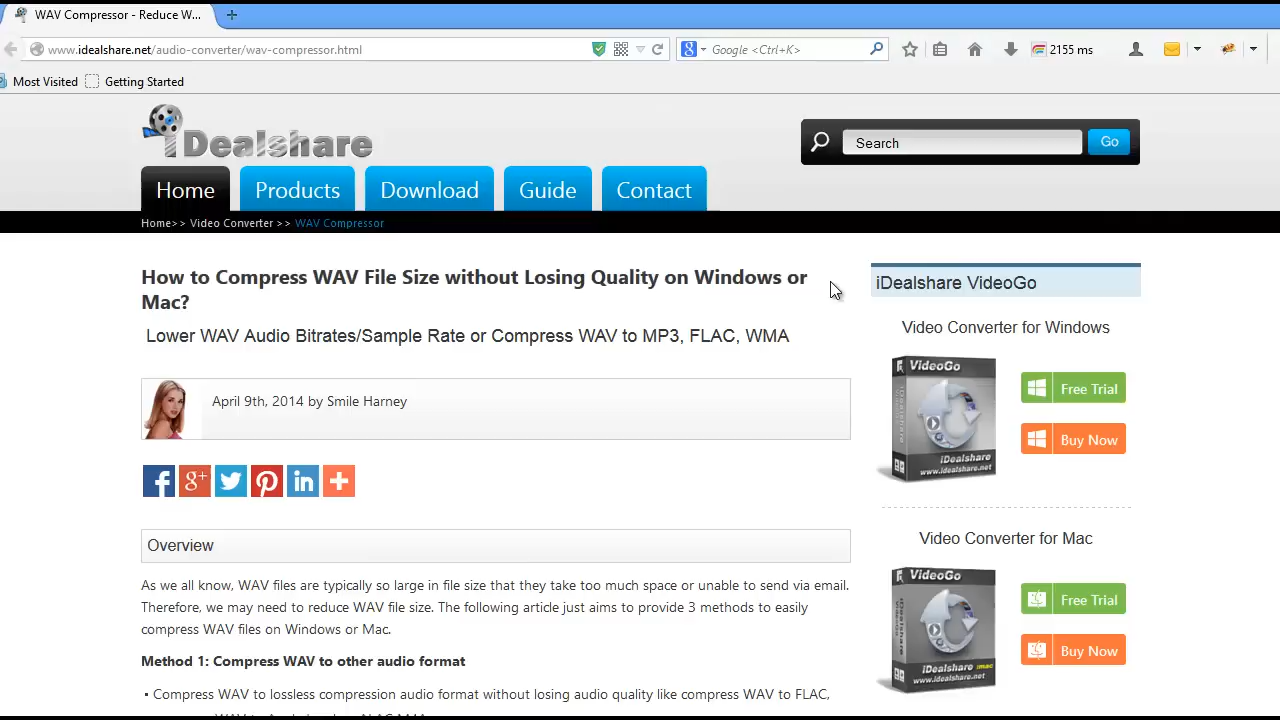 WAV Compressor - Reduce W...
www.idealshare.net/audio-converter/wav-compressor.html
Google <Ctrl+K>
2155 ms
Most Visited Getting Started
iDealshare
Search Go
Home Products Download Guide Contact
Home>> Video Converter >> WAV Compressor
How to Compress WAV File Size without Losing Quality on Windows or
Mac?
Lower WAV Audio Bitrates/Sample Rate or Compress WAV to MP3, FLAC, WMA
April 9th, 2014 by Smile Harney
Overview
As we all know, WAV files are typically so large in file size that they take too much space or unable to send via email.
Therefore, we may need to reduce WAV file size. The following article just aims to provide 3 methods to easily
compress WAV files on Windows or Mac.
Method 1: Compress WAV to other audio format
▪ Compress WAV to lossless compression audio format without losing audio quality like compress WAV to FLAC,
iDealshare VideoGo
Video Converter for Windows
VideoGo
iDealshare
www.idealshare.net
Free Trial
Buy Now
Video Converter for Mac
VideoGo
iDealshare mac
www.idealshare.net
Free Trial
Buy Now